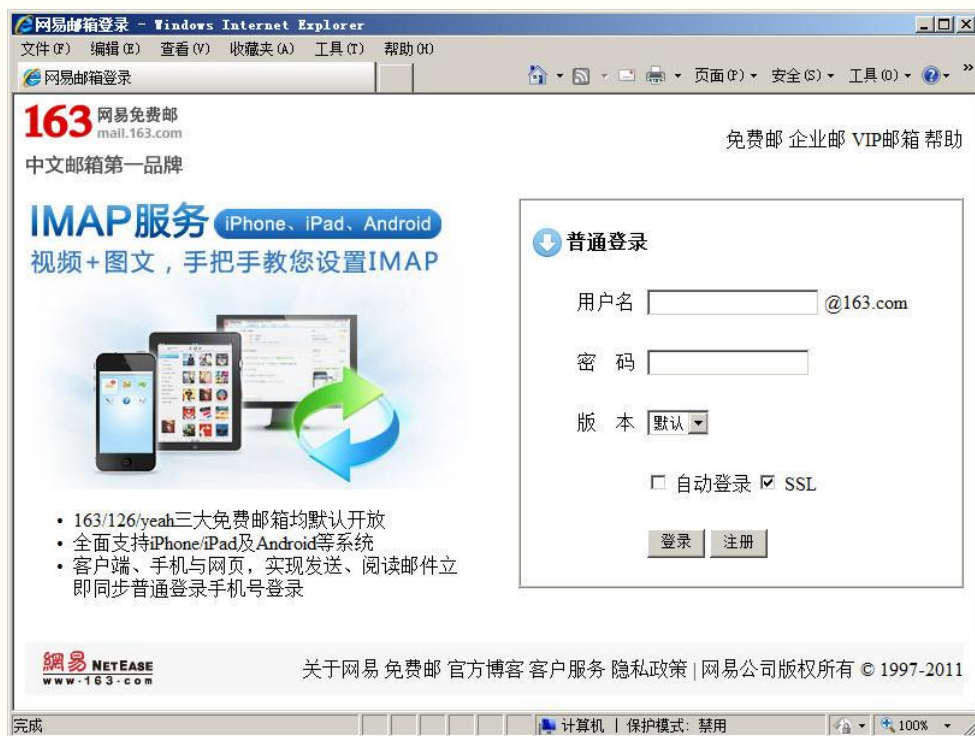 网易邮箱登录 - Windows Internet Explorer
文件(F) 编辑(E) 查看(V) 收藏夹(A) 工具(T) 帮助(H)
网易邮箱登录
页面(P) 安全(S) 工具(O) »
163 网易免费邮
mail.163.com
中文邮箱第一品牌
免费邮 企业邮 VIP邮箱 帮助
IMAP服务 iPhone、iPad、Android
视频+图文，手把手教您设置IMAP
• 163/126/yeah三大免费邮箱均默认开放
• 全面支持iPhone/iPad及Android等系统
• 客户端、手机与网页，实现发送、阅读邮件立
即同步普通登录手机号登录
普通登录
用户名 @163.com
密 码
版 本 默认
自动登录 SSL
登录 注册
網易 NETEASE
www.163.com
关于网易 免费邮 官方博客 客户服务 隐私政策 | 网易公司版权所有 © 1997-2011
完成 计算机 | 保护模式: 禁用 100%